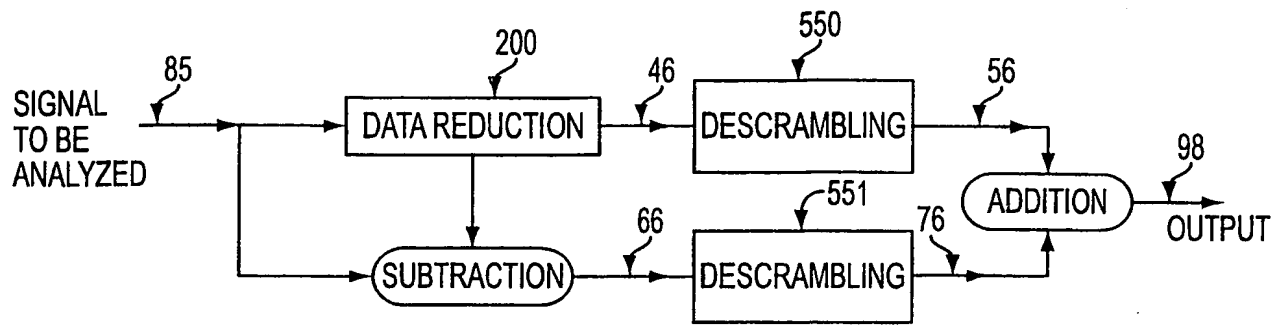 550
200
85
46
56
SIGNAL
TO BE
ANALYZED
DATA REDUCTION
DESCRAMBLING
98
551
ADDITION
OUTPUT
66
76
SUBTRACTION
DESCRAMBLING